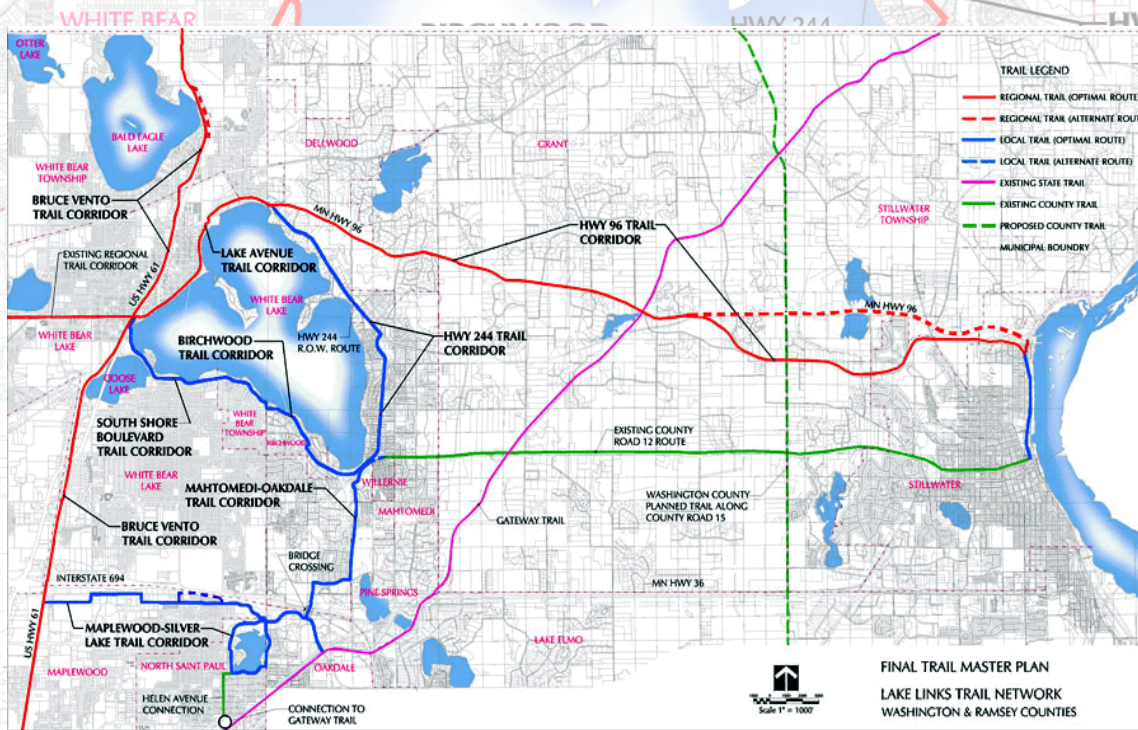 WHITE BEAR
BIRCHWOOD
HWY 244
OTTER
LAKE
BALD EAGLE
LAKE
WHITE BEAR
TOWNSHIP
BRUCE VENTO
TRAIL CORRIDOR
EXISTING REGIONAL
TRAIL CORRIDOR
US HWY 61
WHITE BEAR
LAKE
GOOSE
LAKE
DELLWOOD
GRANT
MN HWY 96
LAKE AVENUE
TRAIL CORRIDOR
WHITE BEAR
LAKE
HWY 244
R.O.W. ROUTE
BIRCHWOOD
TRAIL CORRIDOR
HWY 244 TRAIL
CORRIDOR
HWY 96 TRAIL
CORRIDOR
MN HWY 96
STILLWATER
TOWNSHIP
TRAIL LEGEND
REGIONAL TRAIL (OPTIMAL ROUTE
REGIONAL TRAIL (ALTERNATE ROUT
LOCAL TRAIL (OPTIMAL ROUTE)
LOCAL TRAIL (ALTERNATE ROUTE)
EXISTING STATE TRAIL
EXISTING COUNTY TRAIL
PROPOSED COUNTY TRAIL
MUNICIPAL BOUNDRY
SOUTH SHORE
BOULEVARD
TRAIL CORRIDOR
WHITE
BEAR
TOWNSHIP
BIRCHWOOD
WHITE BEAR
LAKE
MAHTOMEDI-OAKDALE
TRAIL CORRIDOR
WILLERNIE
MAHTOMEDI
EXISTING COUNTY
ROAD 12 ROUTE
WASHINGTON COUNTY
PLANNED TRAIL ALONG
COUNTY ROAD 15
STILLWATER
GATEWAY TRAIL
BRUCE VENTO
TRAIL CORRIDOR
BRIDGE
CROSSING
INTERSTATE 694
MN HWY 36
PINE SPRINGS
US HWY 61
MAPLEWOOD-SILVER
LAKE TRAIL CORRIDOR
MAPLEWOOD
NORTH SAINT PAUL
OAKDALE
LAKE ELMO
HELEN AVENUE
CONNECTION
CONNECTION TO
GATEWAY TRAIL
Scale 1" = 1000'
FINAL TRAIL MASTER PLAN
LAKE LINKS TRAIL NETWORK
WASHINGTON & RAMSEY COUNTIES